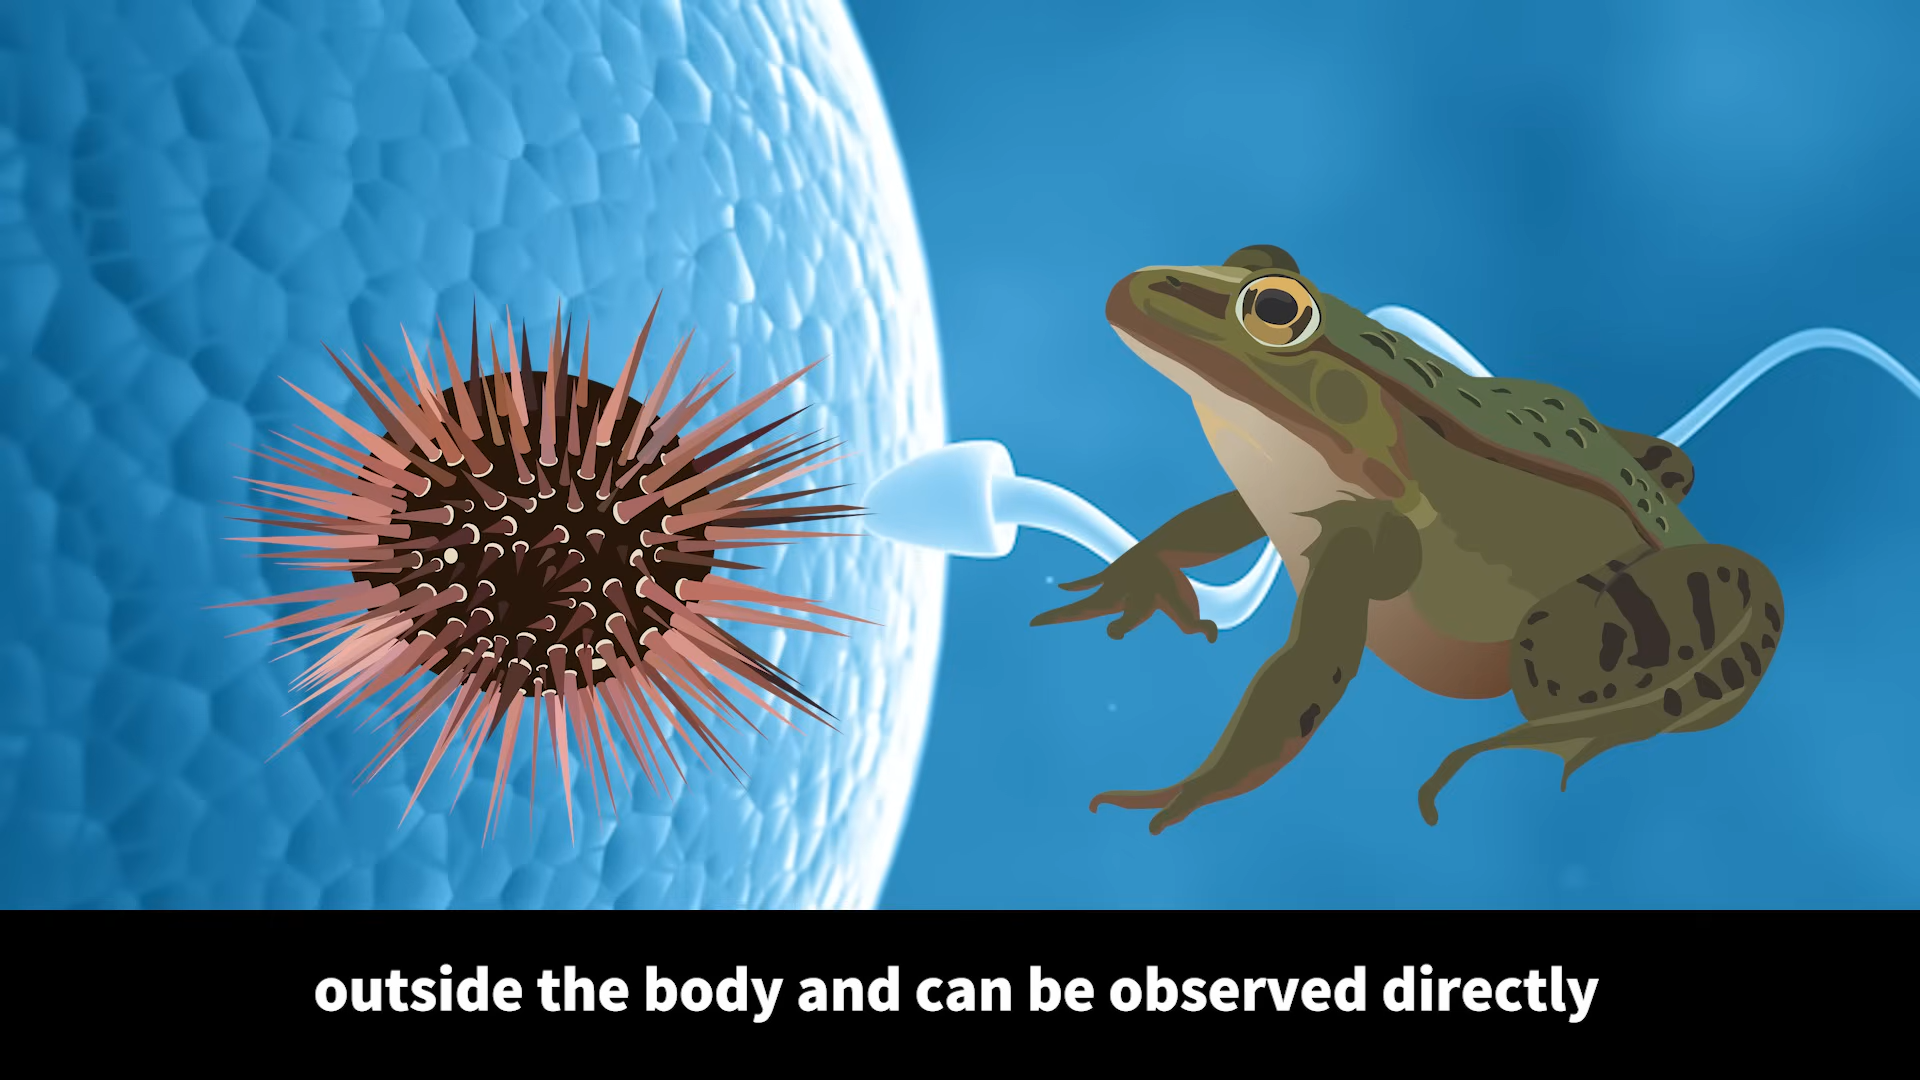 outside the body and can be observed directly